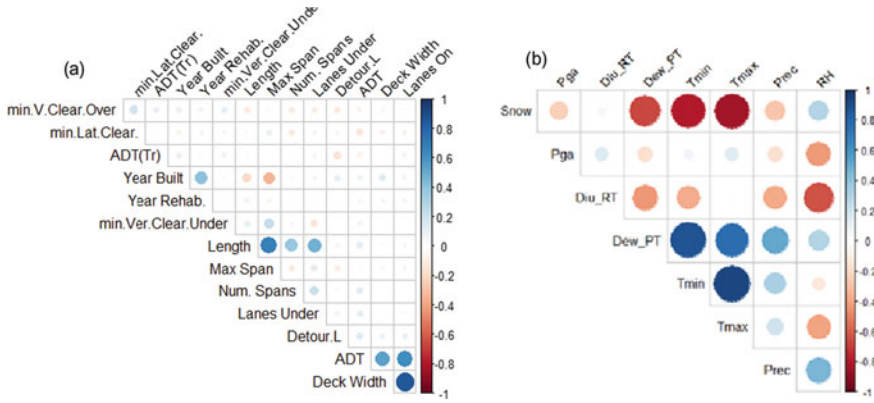 (a)
min.Lat.Clear.
ADT(Tr)
Year Built
Year Rehab.
min.Ver.Clear.Under
Length
Max Span
Num. Spans
Lanes Under
Detour.L
ADT
Deck Width
Lanes On
min.V.Clear.Over
min.Lat.Clear.
ADT(Tr)
Year Built
Year Rehab.
min.Ver.Clear.Under
Length
Max Span
Num. Spans
Lanes Under
Detour.L
ADT
Deck Width
1
0.8
0.6
0.4
0.2
0
-0.2
-0.4
-0.6
-0.8
-1
(b)
Pga
Diu_RT
Dew_PT
Tmin
Tmax
Prec
RH
Snow
Pga
Diu_RT
Dew_PT
Tmin
Tmax
Prec
1
0.8
0.6
0.4
0.2
0
-0.2
-0.4
-0.6
-0.8
-1